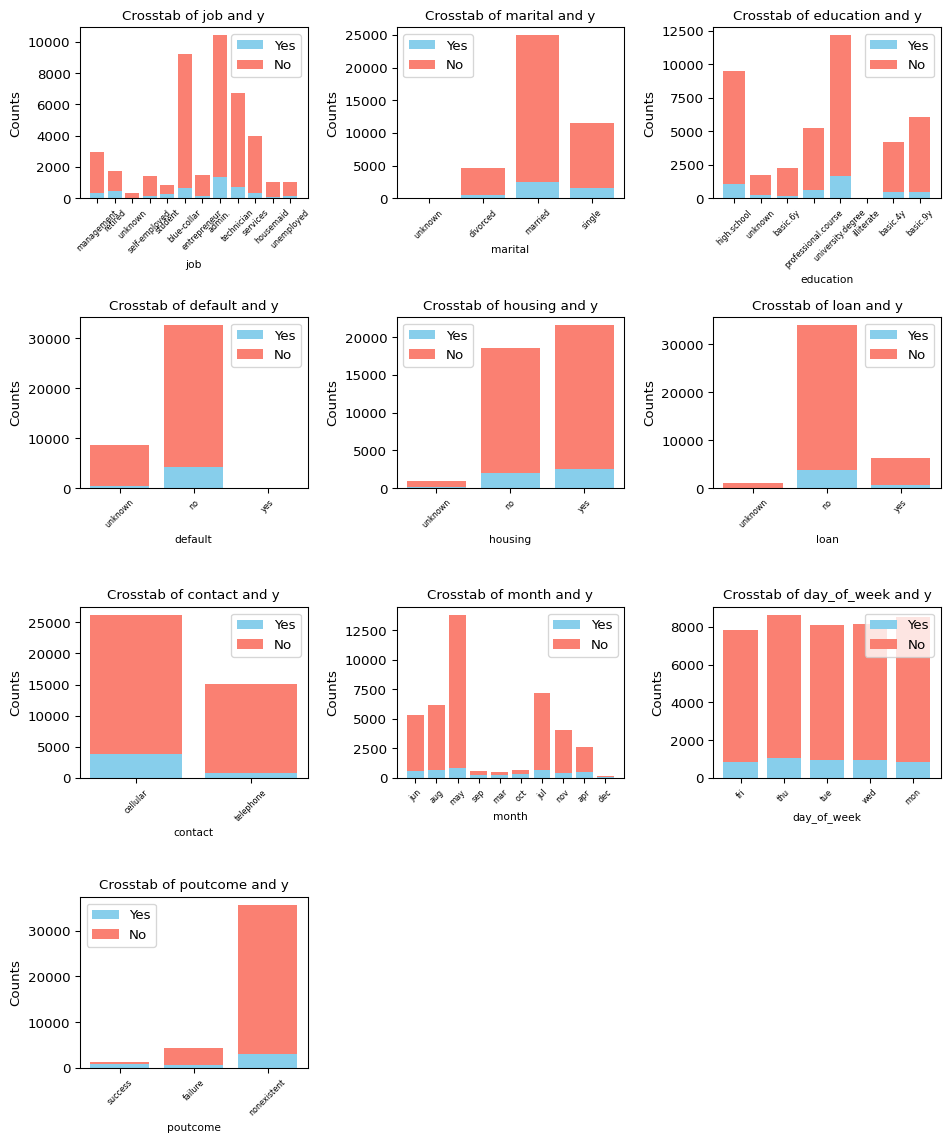 Crosstab of job and y
Counts
10000
8000
6000
4000
2000
0
Yes
No
management
retired
unknown
self-employed
student
blue-collar
entrepreneur
admin.
technician
services
housemaid
unemployed
job
Crosstab of marital and y
Counts
25000
20000
15000
10000
5000
0
Yes
No
unknown
divorced
married
single
marital
Crosstab of education and y
Counts
12500
10000
7500
5000
2500
0
Yes
No
high.school
unknown
basic.6y
professional.course
university.degree
illiterate
basic.4y
basic.9y
education
Crosstab of default and y
Counts
30000
20000
10000
0
Yes
No
unknown
no
yes
default
Crosstab of housing and y
Counts
20000
15000
10000
5000
0
Yes
No
unknown
no
yes
housing
Crosstab of loan and y
Counts
30000
20000
10000
0
Yes
No
unknown
no
yes
loan
Crosstab of contact and y
Counts
25000
20000
15000
10000
5000
0
Yes
No
cellular
telephone
contact
Crosstab of month and y
Counts
12500
10000
7500
5000
2500
0
Yes
No
jun
aug
may
sep
mar
oct
jul
nov
apr
dec
month
Crosstab of day_of_week and y
Counts
8000
6000
4000
2000
0
Yes
No
fri
thu
tue
wed
mon
day_of_week
Crosstab of poutcome and y
Counts
30000
20000
10000
0
Yes
No
success
failure
nonexistent
poutcome